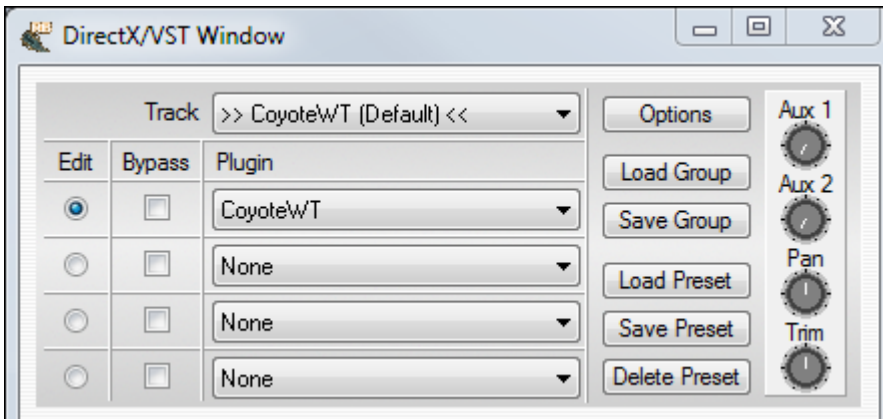 DirectX/VST Window
Track >> CoyoteWT (Default) << Options Aux 1
Edit Bypass Plugin Load Group Aux 2
CoyoteWT Save Group
None Load Preset Pan
None Save Preset Trim
None Delete Preset